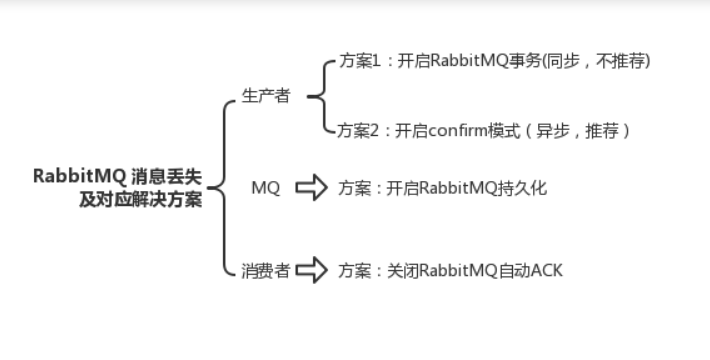 方案1：开启RabbitMQ事务(同步，不推荐)
生产者
方案2：开启confirm模式（异步，推荐）
RabbitMQ 消息丢失
及对应解决方案
MQ
方案：开启RabbitMQ持久化
消费者
方案：关闭RabbitMQ自动ACK